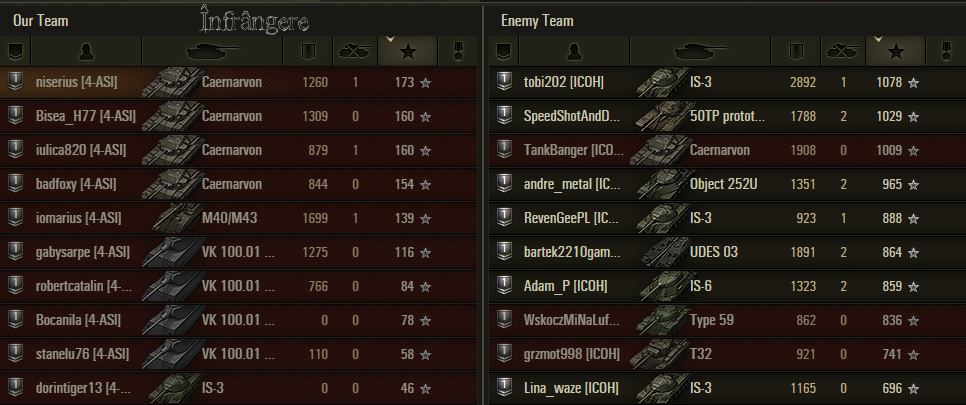 Our Team Înfrângere Enemy Team
niserius [4-ASI] Caernarvon 1260 1 173 tobi202 [ICOH] IS-3 2892 1 1078
Bisea_H77 [4-ASI] Caernarvon 1309 0 160 SpeedShotAndD... 50TP protot... 1788 2 1029
iulica820 [4-ASI] Caernarvon 879 1 160 TankBanger [ICO... Caernarvon 1908 0 1009
badfoxy [4-ASI] Caernarvon 844 0 154 andre_metal [IC... Object 252U 1351 2 965
iomarius [4-ASI] M40/M43 1699 1 139 RevenGeePL [IC... IS-3 923 1 888
gabysarpe [4-ASI] VK 100.01 ... 1275 0 116 bartek2210gam... UDES 03 1891 2 864
robertcatalin [4-... VK 100.01 ... 766 0 84 Adam_P [ICOH] IS-6 1323 2 859
Bocanila [4-ASI] VK 100.01 ... 0 0 78 WskoczMiNaLuf... Type 59 862 0 836
stanelu76 [4-ASI] VK 100.01 ... 110 0 58 grzmot998 [ICOH] T32 921 0 741
dorintiger13 [4-... IS-3 0 0 46 Lina_waze [ICOH] IS-3 1165 0 696